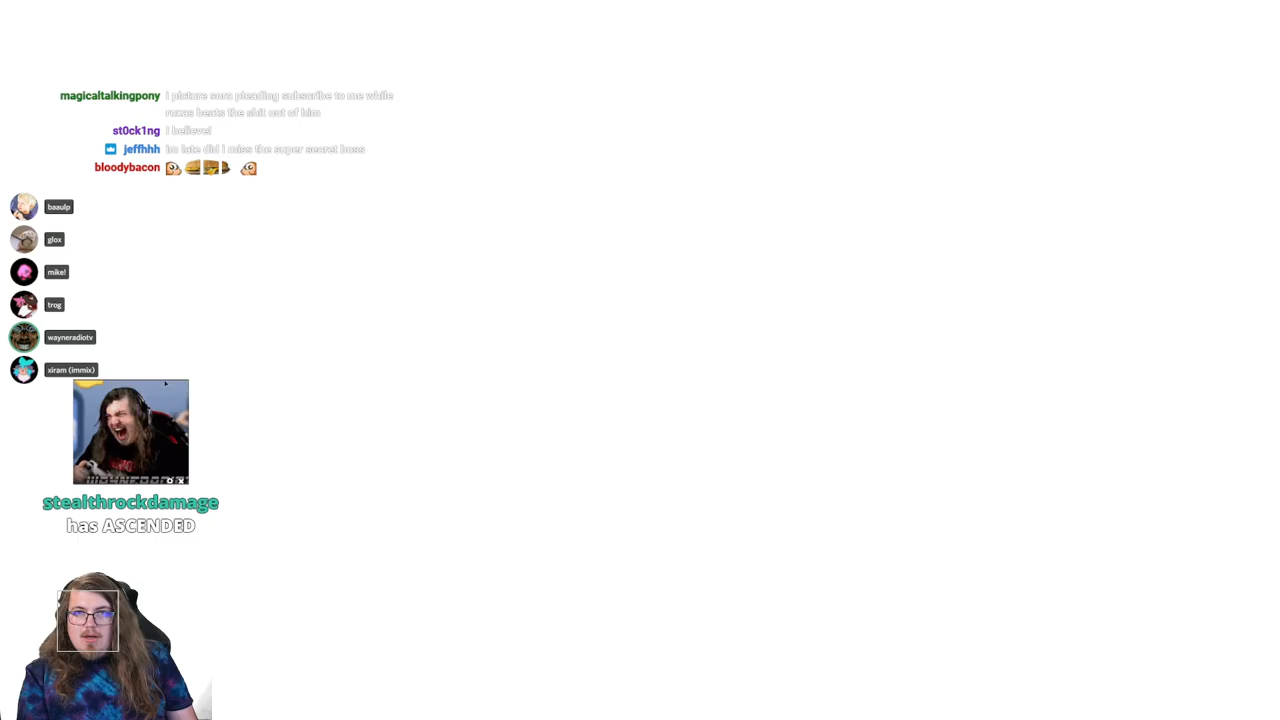 magicaltalkingpony I picture sora pleading subscribe to me while
roxas beats the shit out of him
st0ck1ng I believe!
jeffhhh im late did I miss the super secret boss
bloodybacon
baaulp
glox
mike!
trog
wayneradiotv
xiram (immix)
stealthrockdamage
has ASCENDED